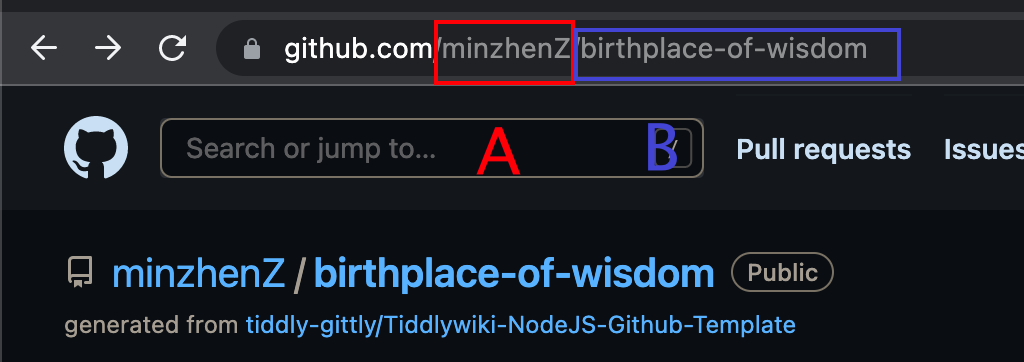 github.com/minzhenZ/birthplace-of-wisdom
Search or jump to... A B /
Pull requests Issues
minzhenZ / birthplace-of-wisdom Public
generated from tiddly-gittly/Tiddlywiki-NodeJS-Github-Template